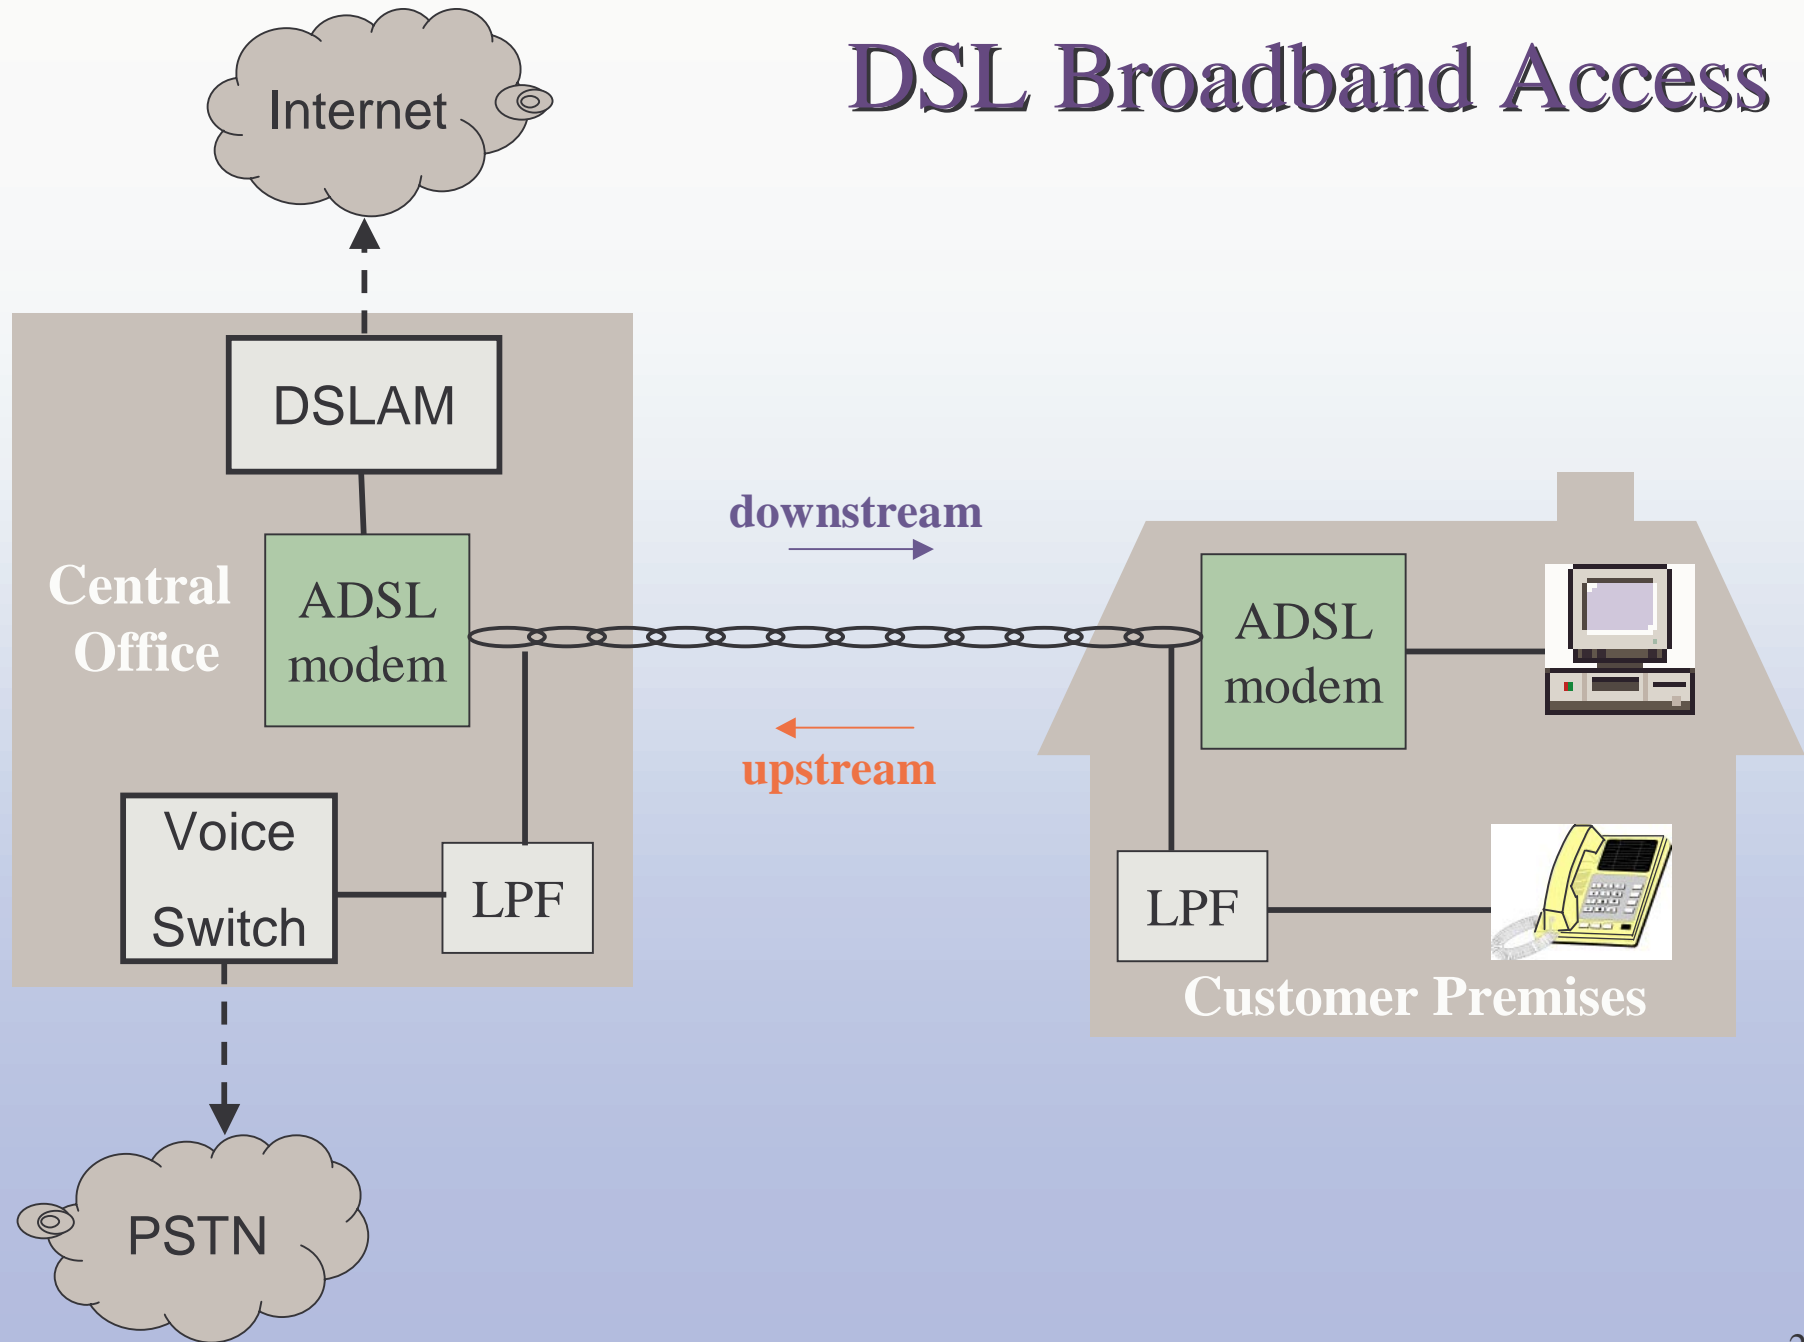 DSL Broadband Access
Internet
DSLAM
Central
Office
ADSL
modem
downstream
upstream
ADSL
modem
Voice
Switch
LPF
LPF
Customer Premises
PSTN